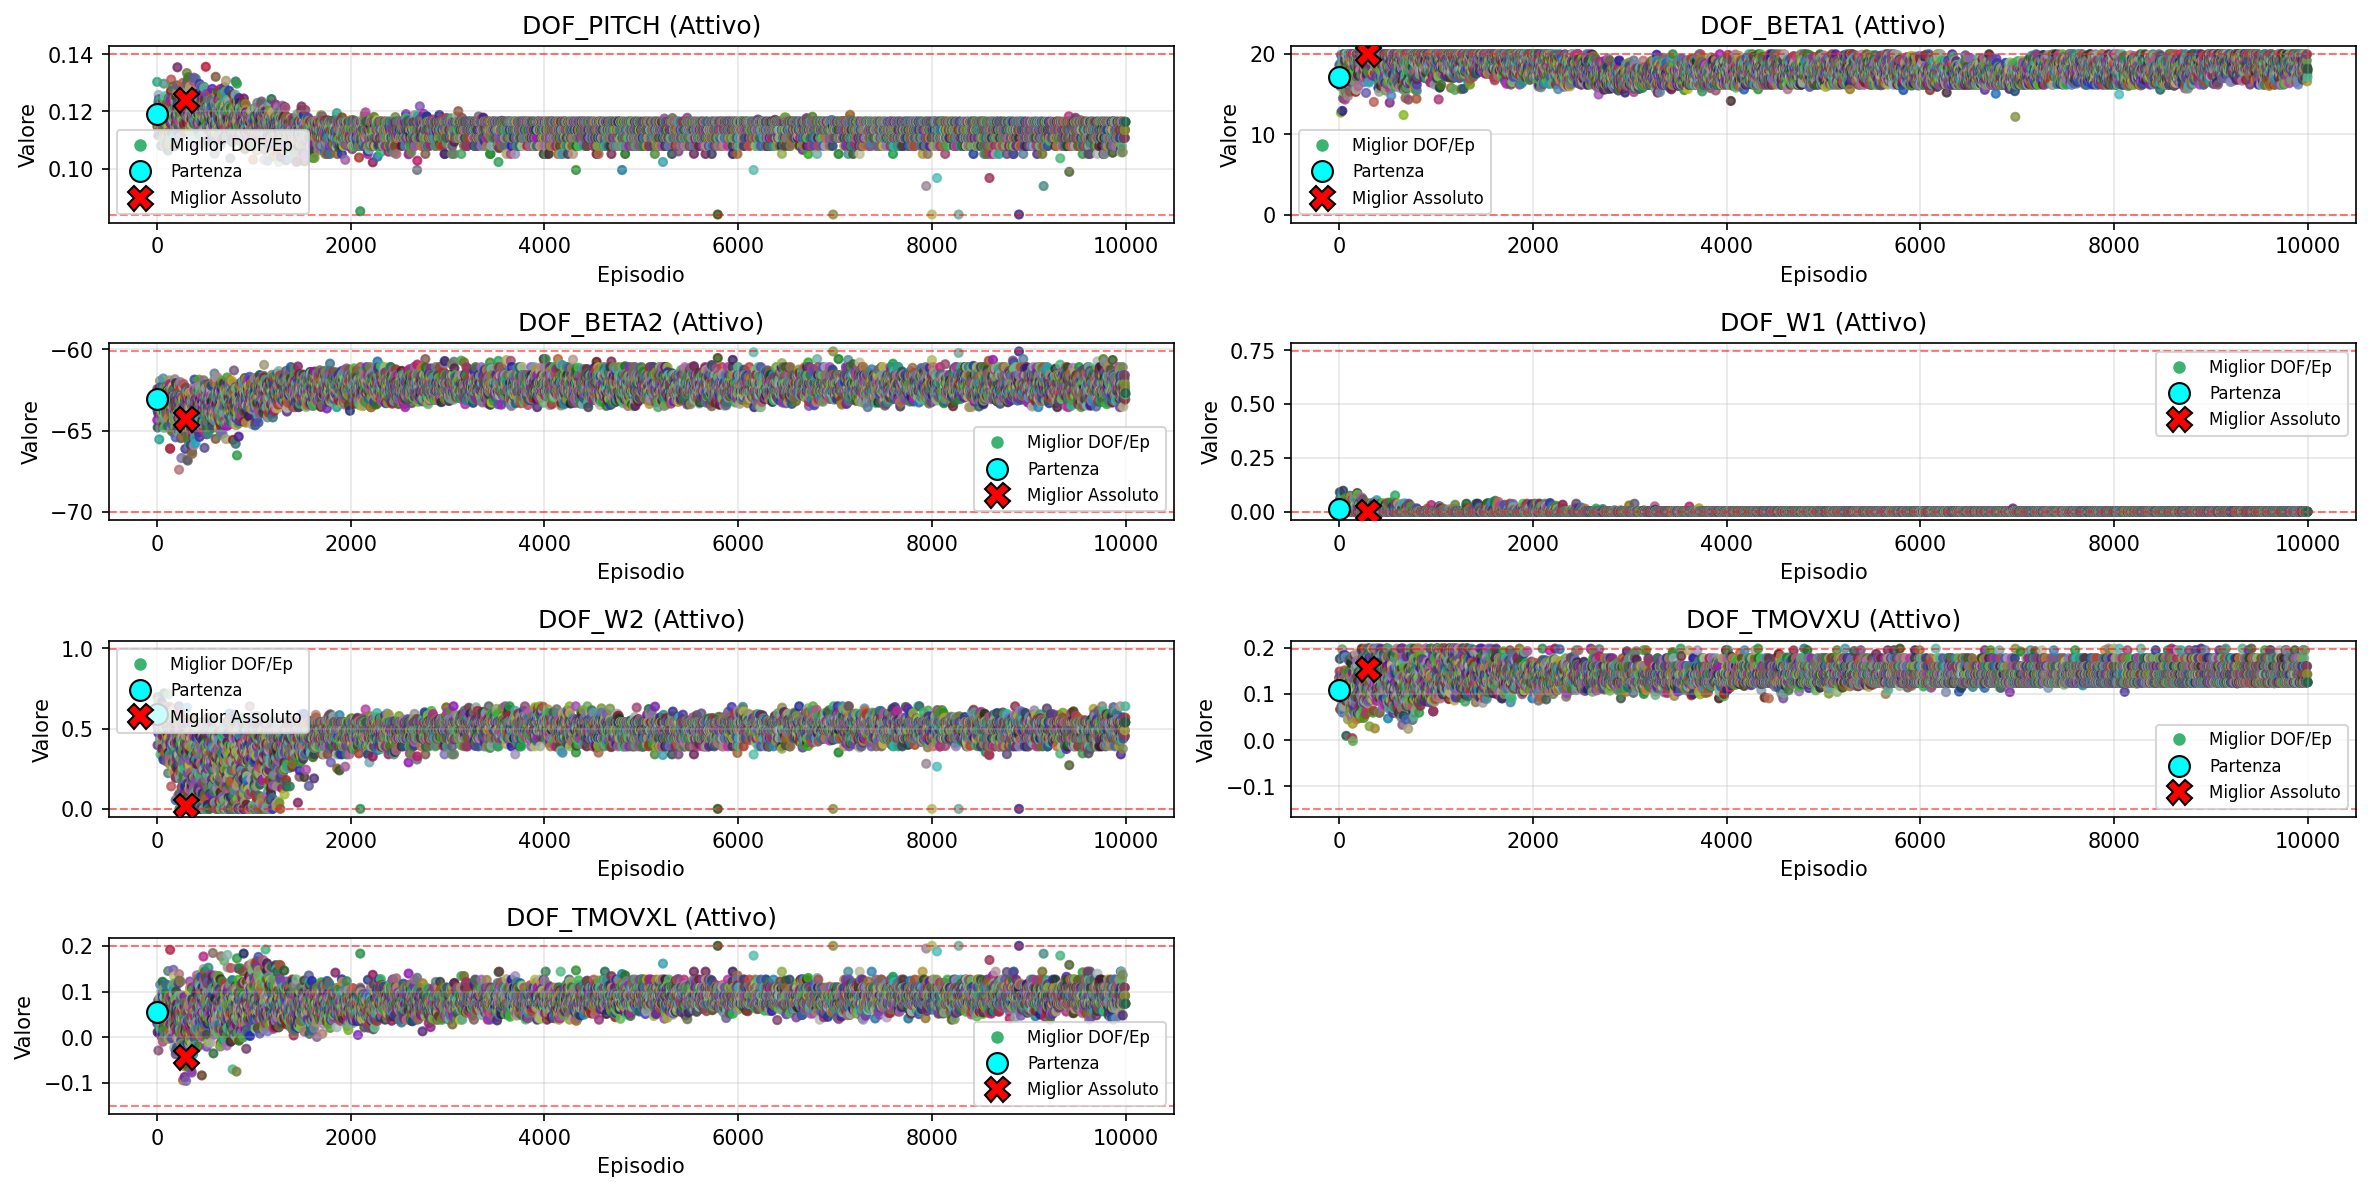 DOF_PITCH (Attivo)
0.14
0.12
0.10
Valore
Miglior DOF/Ep
Partenza
Miglior Assoluto
0 2000 4000 6000 8000 10000
Episodio
DOF_BETA1 (Attivo)
20
10
0
Valore
Miglior DOF/Ep
Partenza
Miglior Assoluto
0 2000 4000 6000 8000 10000
Episodio
DOF_BETA2 (Attivo)
−60
−65
−70
Valore
Miglior DOF/Ep
Partenza
Miglior Assoluto
0 2000 4000 6000 8000 10000
Episodio
DOF_W1 (Attivo)
0.75
0.50
0.25
0.00
Valore
Miglior DOF/Ep
Partenza
Miglior Assoluto
0 2000 4000 6000 8000 10000
Episodio
DOF_W2 (Attivo)
1.0
0.5
0.0
Valore
Miglior DOF/Ep
Partenza
Miglior Assoluto
0 2000 4000 6000 8000 10000
Episodio
DOF_TMOVXU (Attivo)
0.2
0.1
0.0
−0.1
Valore
Miglior DOF/Ep
Partenza
Miglior Assoluto
0 2000 4000 6000 8000 10000
Episodio
DOF_TMOVXL (Attivo)
0.2
0.1
0.0
−0.1
Valore
Miglior DOF/Ep
Partenza
Miglior Assoluto
0 2000 4000 6000 8000 10000
Episodio